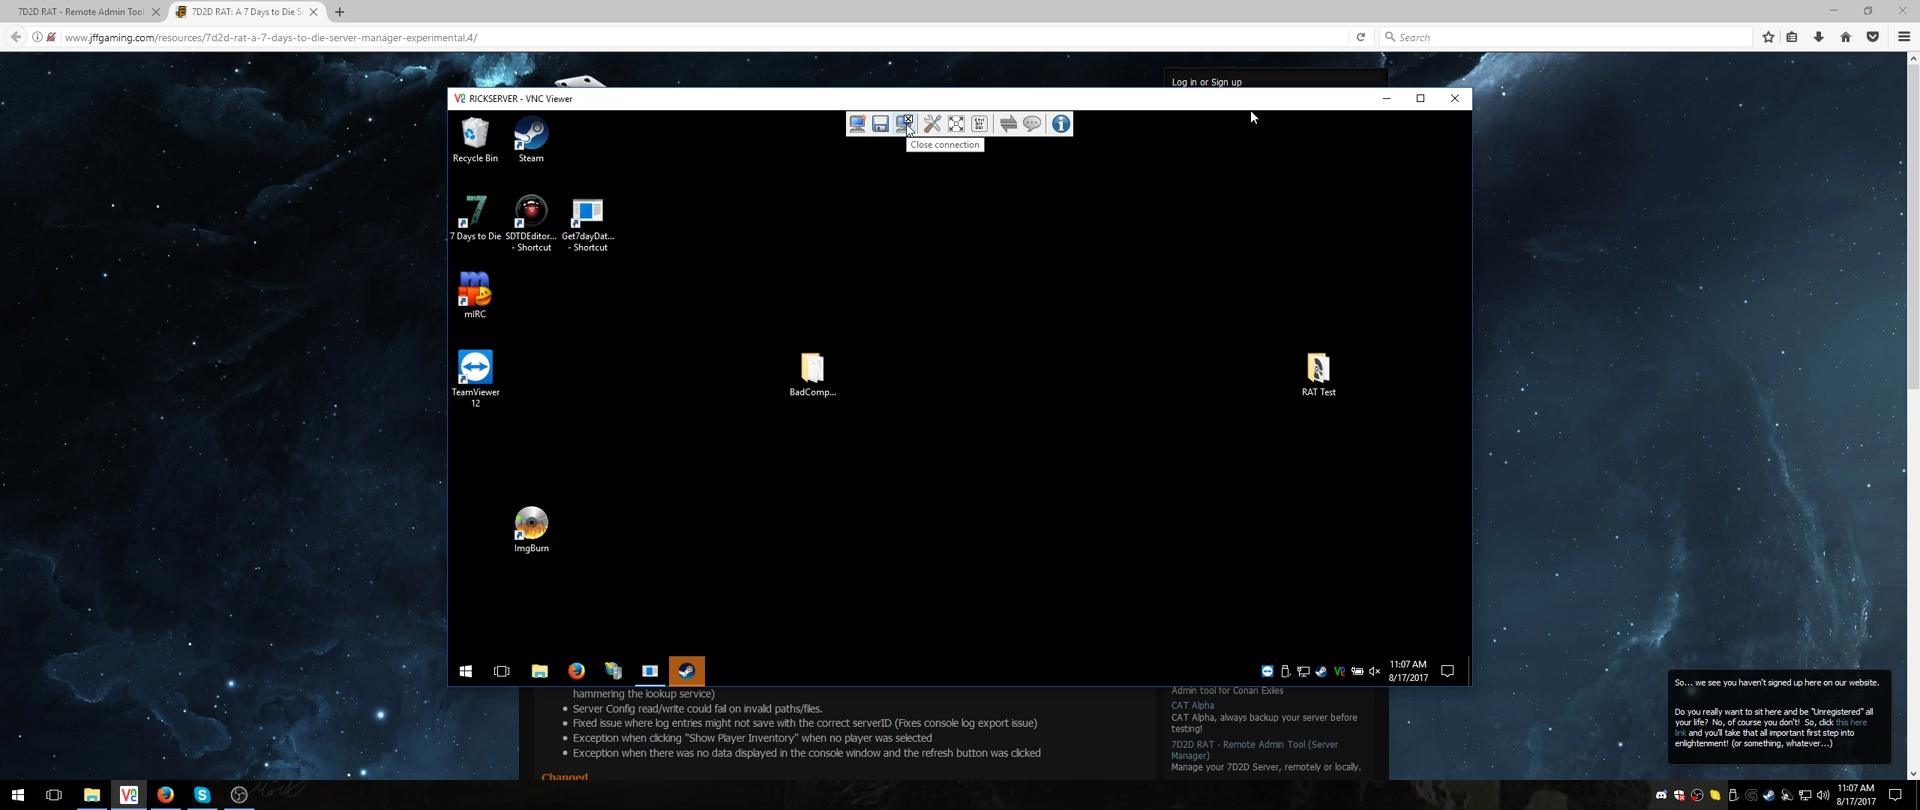 7D2D RAT - Remote Admin Tool
7D2D RAT: A 7 Days to Die S
www.jffgaming.com/resources/7d2d-rat-a-7-days-to-die-server-manager-experimental.4/
Search
Log in or Sign up
RICKSERVER - VNC Viewer
Close connection
Recycle Bin
Steam
7
7 Days to Die
SDTDEditor...
- Shortcut
Get7dayDat...
- Shortcut
mIRC
TeamViewer
12
BadComp...
RAT Test
ImgBurn
11:07 AM
8/17/2017
hammering the lookup service)
Server Config read/write could fail on invalid paths/files.
Fixed issue where log entries might not save with the correct serverID (Fixes console log export issue)
Exception when clicking "Show Player Inventory" when no player was selected
Exception when there was no data displayed in the console window and the refresh button was clicked
Changed
Admin tool for Conan Exiles
CAT Alpha
CAT Alpha, always backup your server before
testing!
7D2D RAT - Remote Admin Tool (Server
Manager)
Manage your 7D2D Server, remotely or locally.
So... we see you haven't signed up here on our website.
Do you really want to sit here and be "Unregistered" all
your life? No, of course you don't! So, click this here
link and you'll take that all important first step into
enlightenment! (or something, whatever...)
11:07 AM
8/17/2017